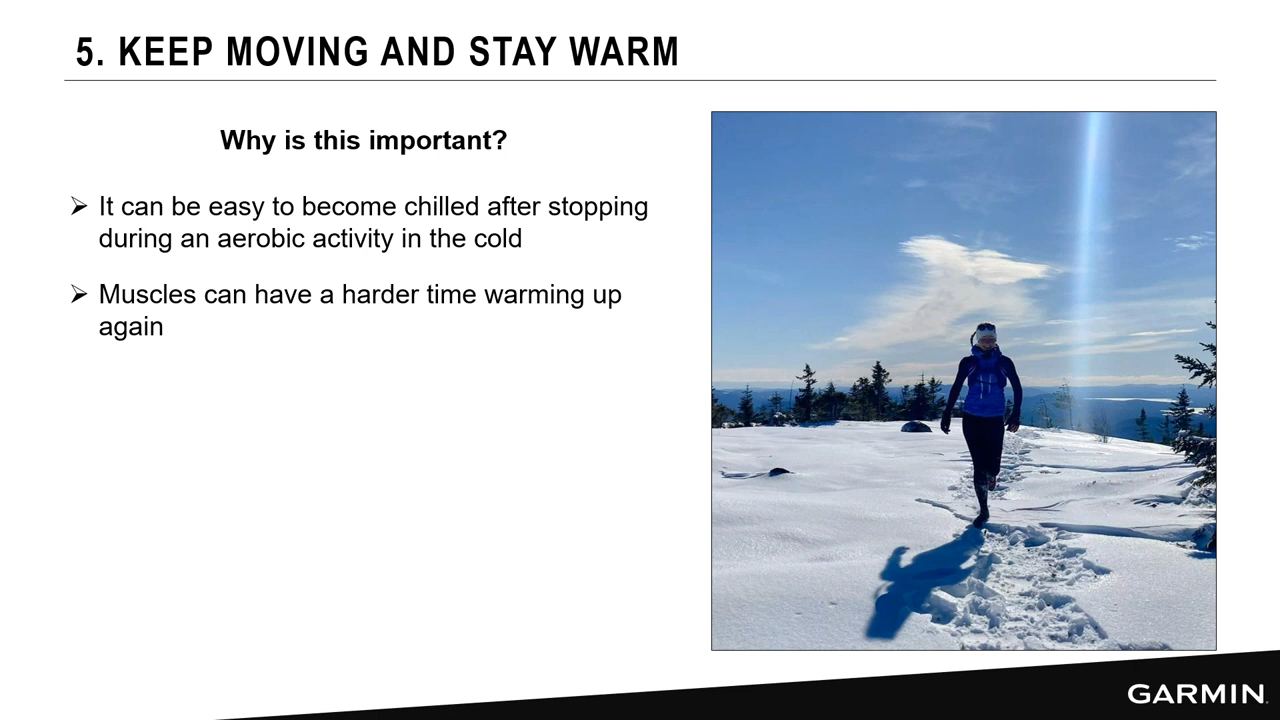 5. KEEP MOVING AND STAY WARM
Why is this important?
It can be easy to become chilled after stopping
during an aerobic activity in the cold
Muscles can have a harder time warming up
again
GARMIN